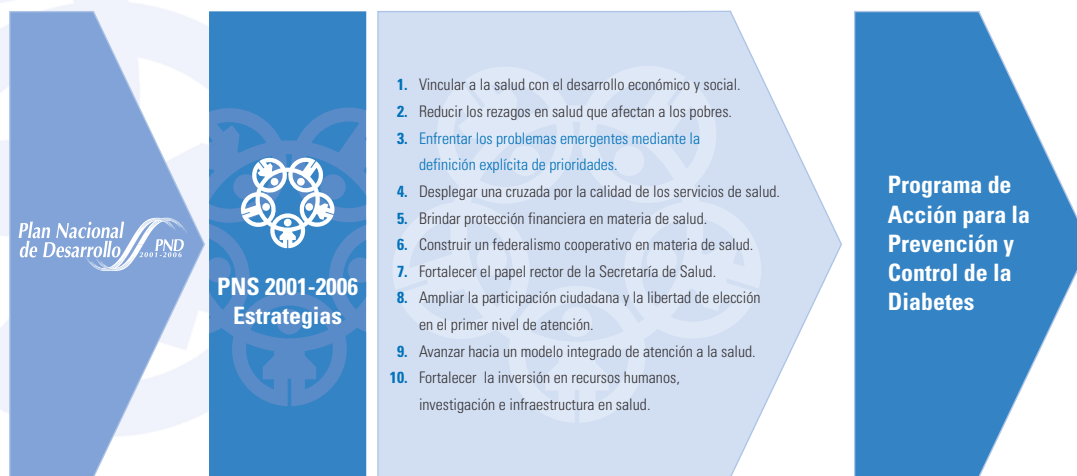 Plan Nacional
de Desarrollo
PND
2001-2006
PNS 2001-2006
Estrategias
1. Vincular a la salud con el desarrollo económico y social.
2. Reducir los rezagos en salud que afectan a los pobres.
3. Enfrentar los problemas emergentes mediante la
definición explícita de prioridades.
4. Desplegar una cruzada por la calidad de los servicios de salud.
5. Brindar protección financiera en materia de salud.
6. Construir un federalismo cooperativo en materia de salud.
7. Fortalecer el papel rector de la Secretaría de Salud.
8. Ampliar la participación ciudadana y la libertad de elección
en el primer nivel de atención.
9. Avanzar hacia un modelo integrado de atención a la salud.
10. Fortalecer la inversión en recursos humanos,
investigación e infraestructura en salud.
Programa de
Acción para la
Prevención y
Control de la
Diabetes